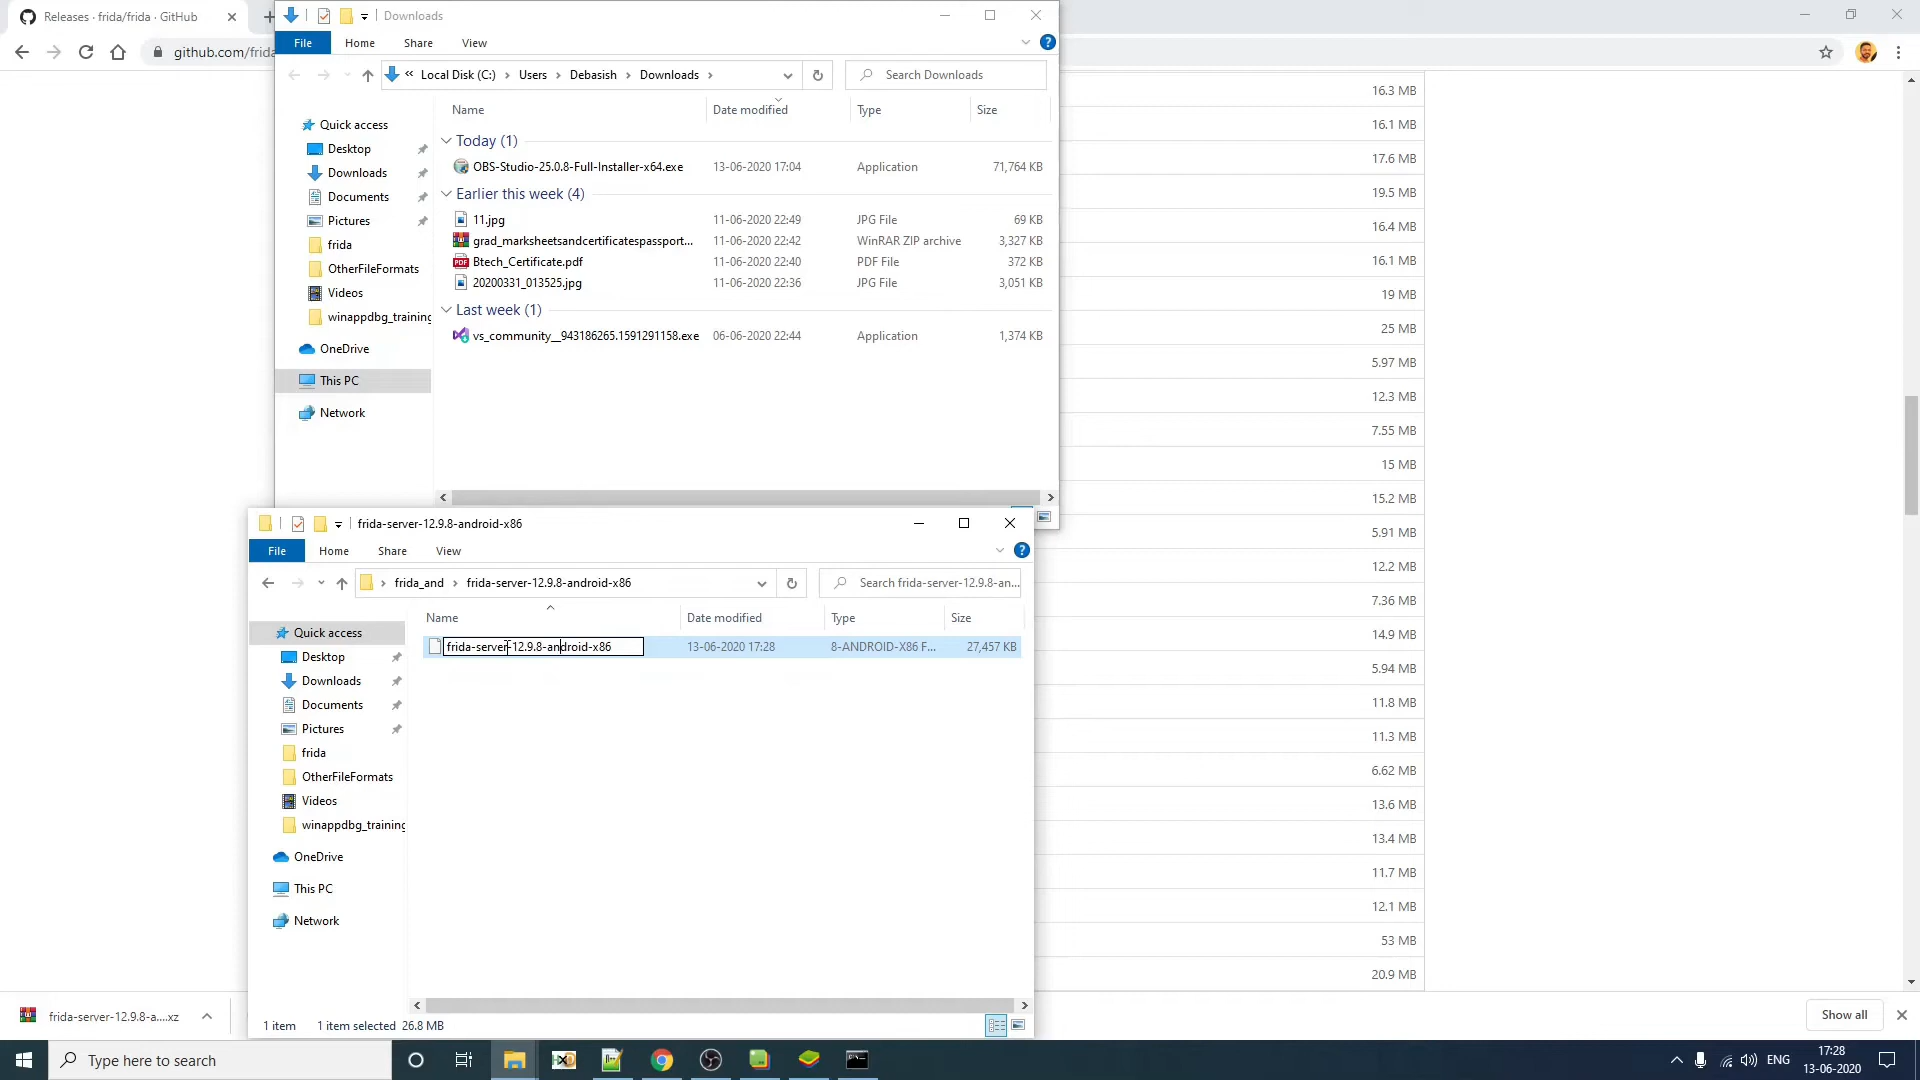 Releases · frida/frida · GitHub
github.com/frida
Downloads
File Home Share View
« Local Disk (C:) › Users › Debasish › Downloads ›
Search Downloads
Name Date modified Type Size
Quick access
Desktop
Downloads
Documents
Pictures
frida
OtherFileFormats
Videos
winappdbg_training
OneDrive
This PC
Network
Today (1)
OBS-Studio-25.0.8-Full-Installer-x64.exe 13-06-2020 17:04 Application 71,764 KB
Earlier this week (4)
11.jpg 11-06-2020 22:49 JPG File 69 KB
grad_marksheetsandcertificatespassport... 11-06-2020 22:42 WinRAR ZIP archive 3,327 KB
Btech_Certificate.pdf 11-06-2020 22:40 PDF File 372 KB
20200331_013525.jpg 11-06-2020 22:36 JPG File 3,051 KB
Last week (1)
vs_community__943186265.1591291158.exe 06-06-2020 22:44 Application 1,374 KB
16.3 MB
16.1 MB
17.6 MB
19.5 MB
16.4 MB
16.1 MB
19 MB
25 MB
5.97 MB
12.3 MB
7.55 MB
15 MB
15.2 MB
5.91 MB
12.2 MB
7.36 MB
14.9 MB
5.94 MB
11.8 MB
11.3 MB
6.62 MB
13.6 MB
13.4 MB
11.7 MB
12.1 MB
53 MB
20.9 MB
frida-server-12.9.8-android-x86
File Home Share View
› frida_and › frida-server-12.9.8-android-x86
Search frida-server-12.9.8-an...
Name Date modified Type Size
Quick access
Desktop
Downloads
Documents
Pictures
frida
OtherFileFormats
Videos
winappdbg_training
OneDrive
This PC
Network
frida-server-12.9.8-android-x86 13-06-2020 17:28 8-ANDROID-X86 F... 27,457 KB
1 item 1 item selected 26.8 MB
frida-server-12.9.8-a....xz
Show all
Type here to search
ENG
17:28
13-06-2020